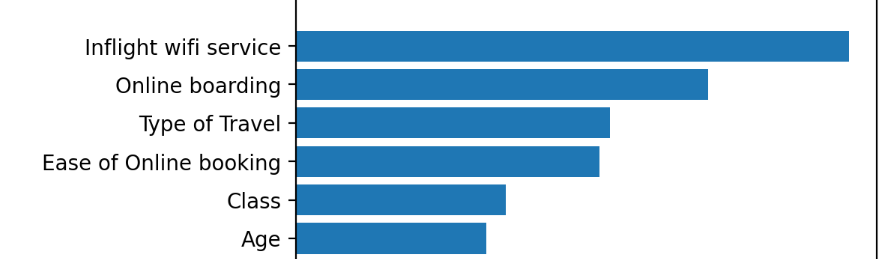 Inflight wifi service
Online boarding
Type of Travel
Ease of Online booking
Class
Age